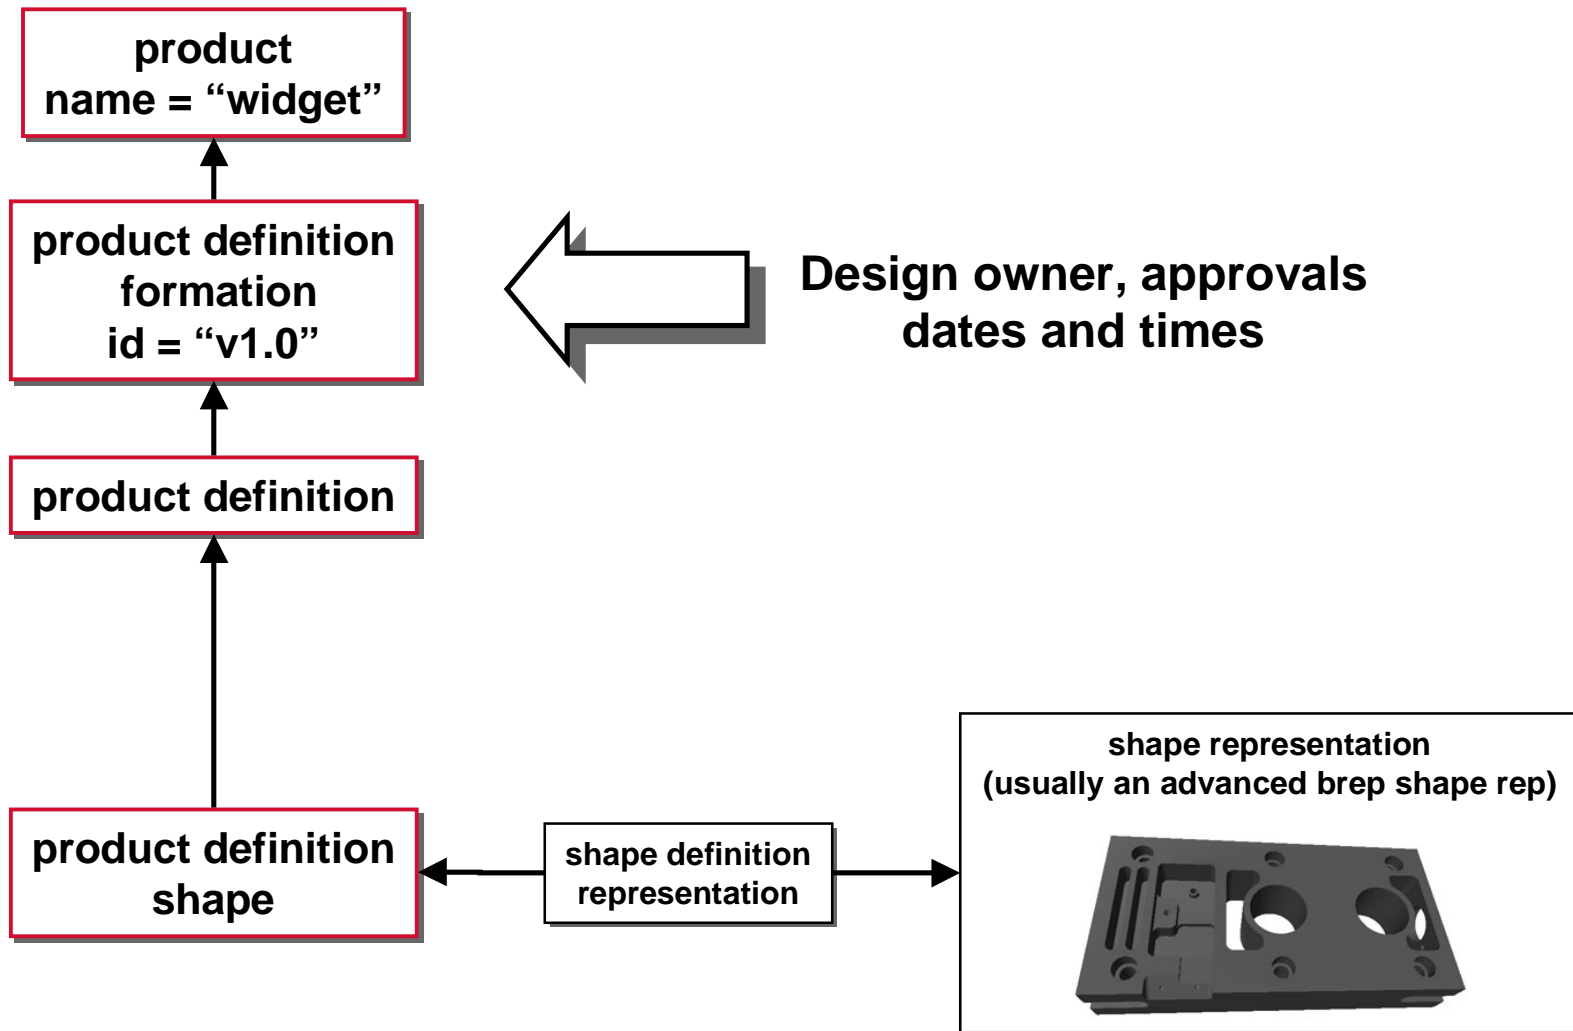 product
name = “widget”
product definition
formation
id = “v1.0”
Design owner, approvals
dates and times
product definition
product definition
shape
shape definition
representation
shape representation
(usually an advanced brep shape rep)